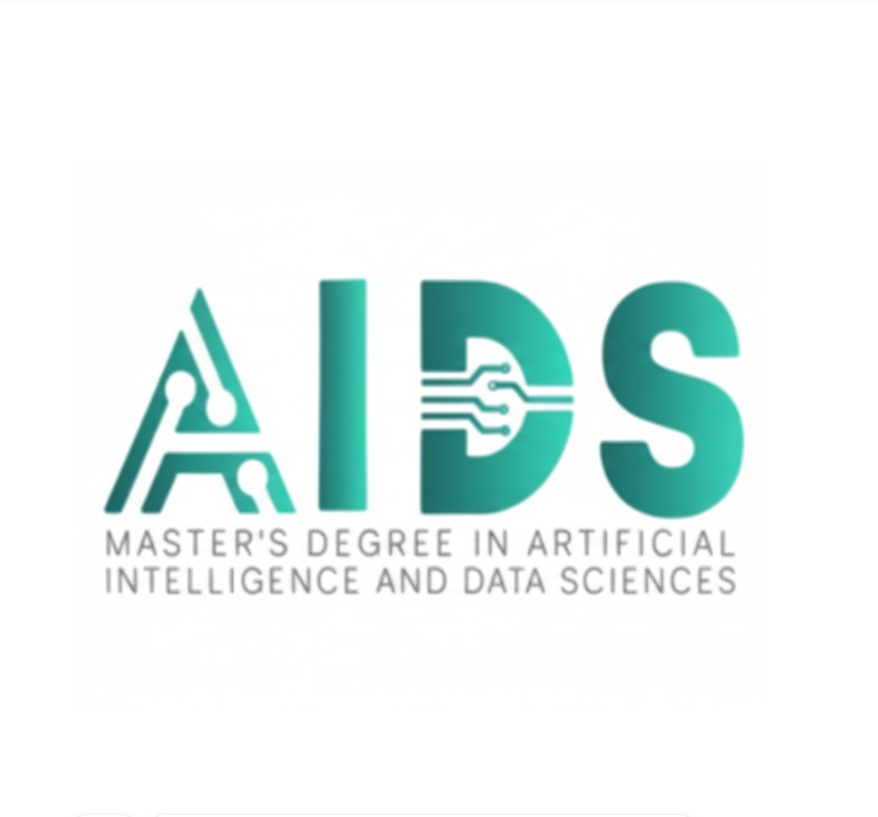 AIDS
MASTER'S DEGREE IN ARTIFICIAL
INTELLIGENCE AND DATA SCIENCES